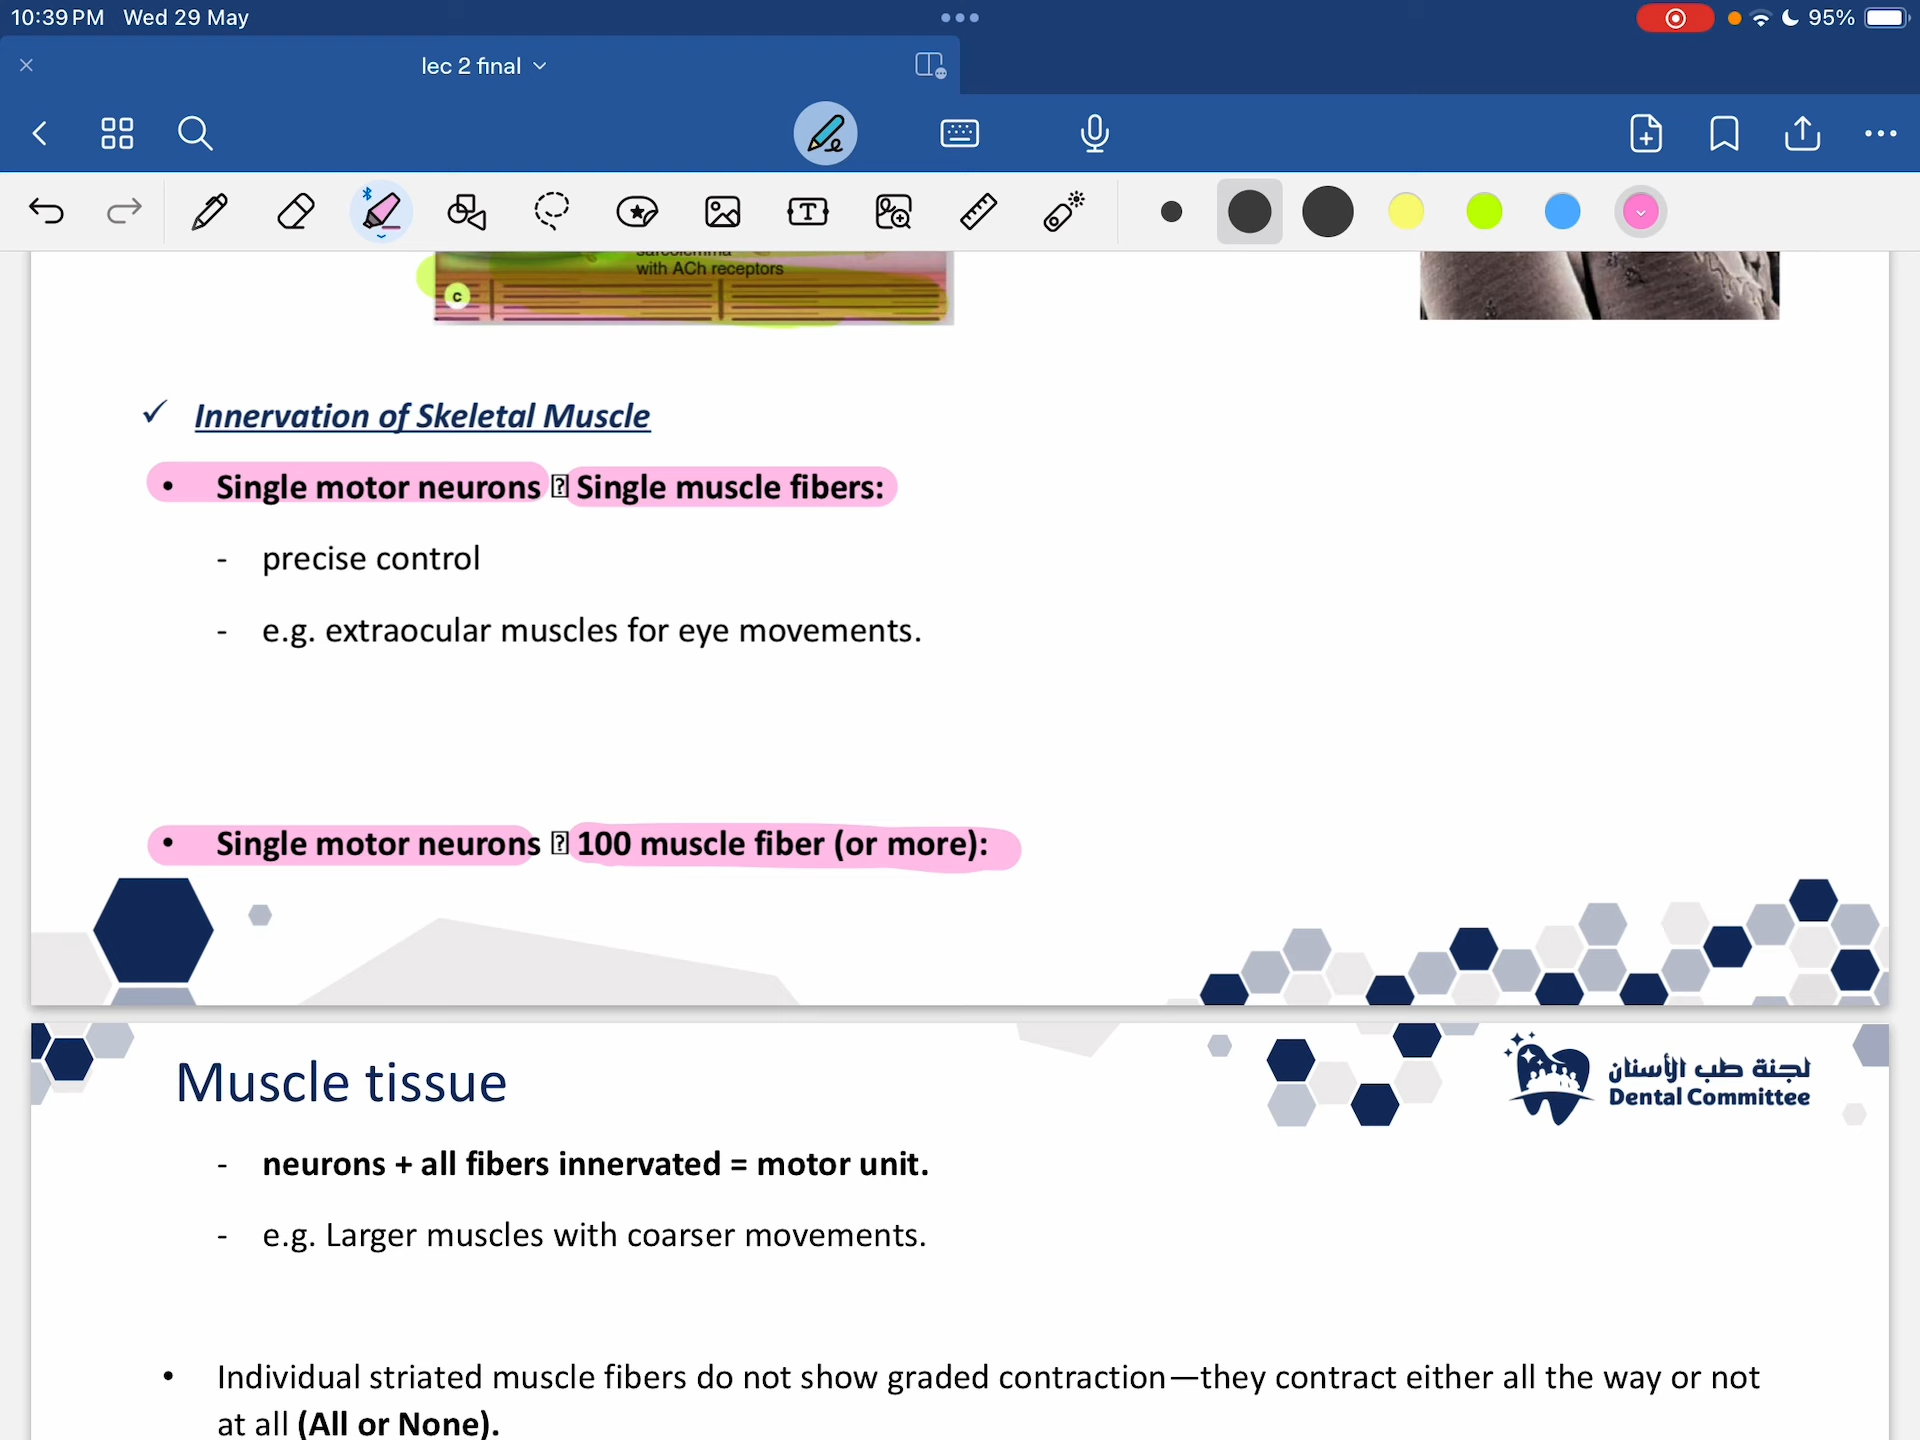 10:39 PM Wed 29 May
95%
lec 2 final
sarcolemma
with ACh receptors
c
✓ Innervation of Skeletal Muscle
• Single motor neurons ⍰ Single muscle fibers:
- precise control
- e.g. extraocular muscles for eye movements.
• Single motor neurons ⍰ 100 muscle fiber (or more):
Muscle tissue
لجنة طب الأسنان
Dental Committee
- neurons + all fibers innervated = motor unit.
- e.g. Larger muscles with coarser movements.
• Individual striated muscle fibers do not show graded contraction—they contract either all the way or not
at all (All or None).